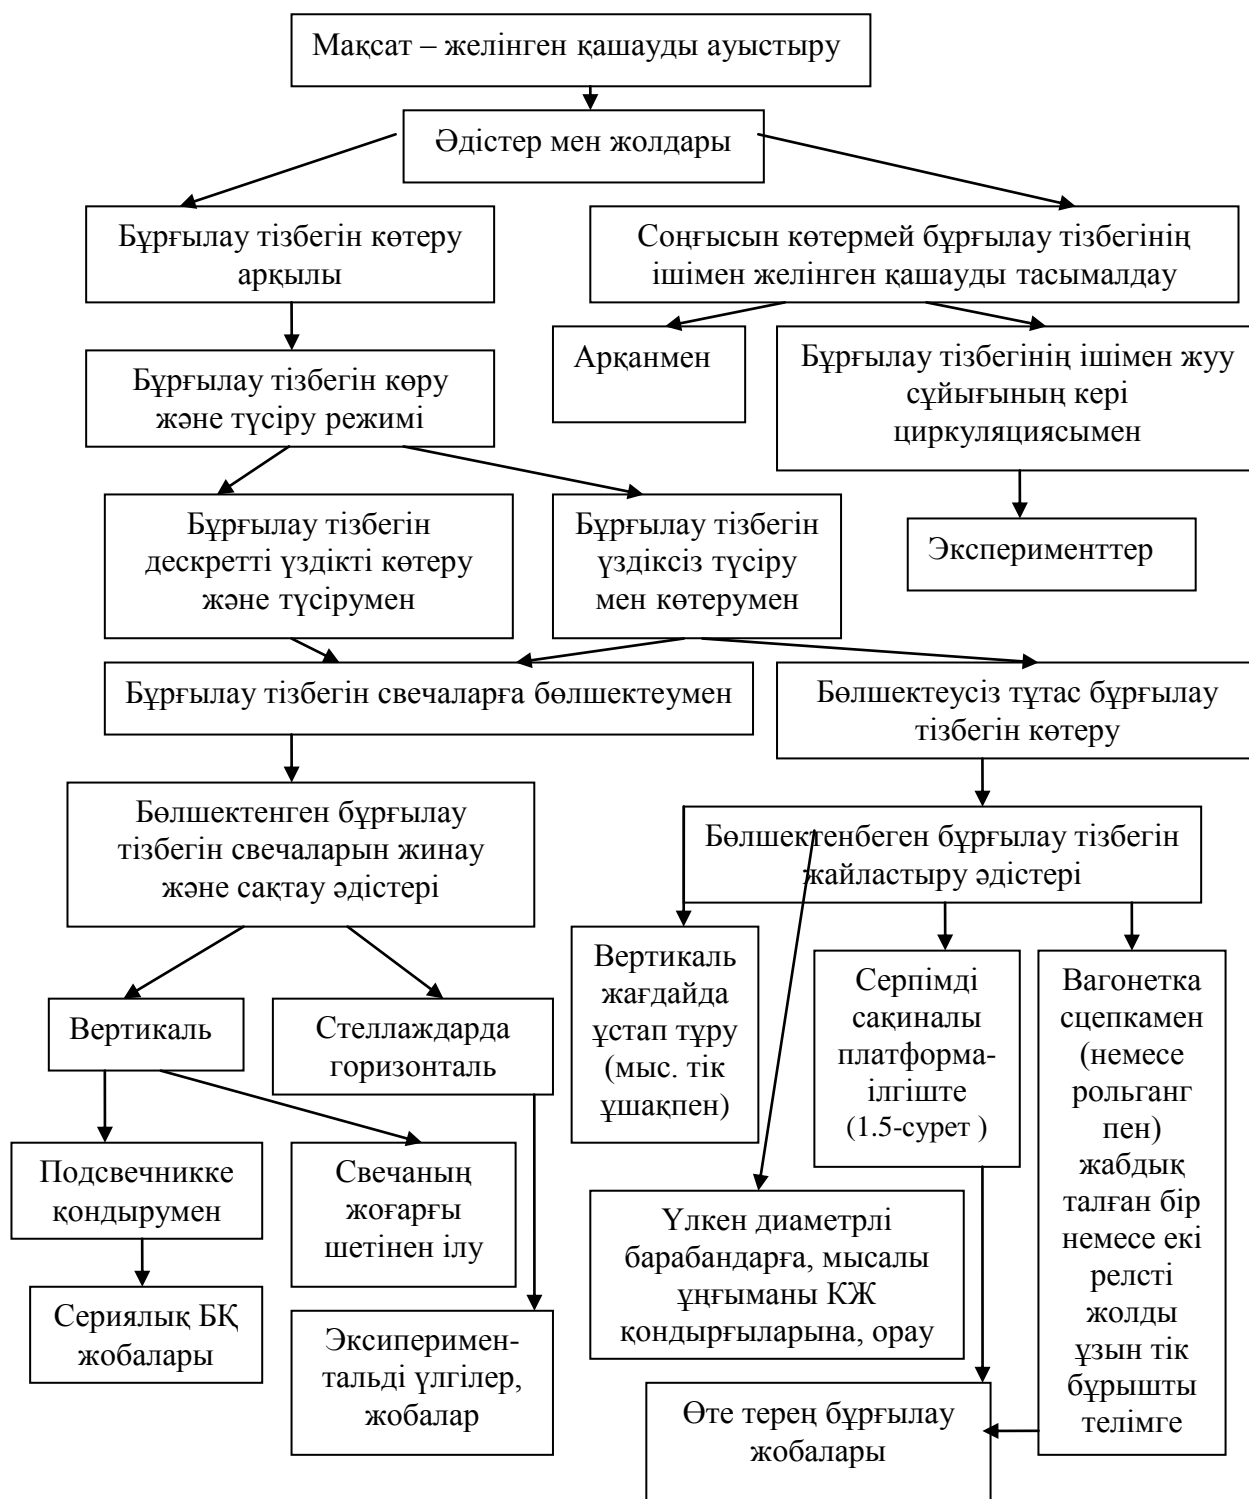 Мақсат – желінген қашауды ауыстыру
Әдістер мен жолдары
Бұрғылау тізбегін көтеру
арқылы
Соңғысын көтермей бұрғылау тізбегінің
ішімен желінген қашауды тасымалдау
Арқанмен
Бұрғылау тізбегінің ішімен жуу
сұйығының кері
циркуляциясымен
Бұрғылау тізбегін көру
және түсіру режимі
Бұрғылау тізбегін
дескретті үздікті көтеру
және түсірумен
Бұрғылау тізбегін
үздіксіз түсіру
мен көтерумен
Эксперименттер
Бұрғылау тізбегін свечаларға бөлшектеумен
Бөлшектеусіз тұтас бұрғылау
тізбегін көтеру
Бөлшектенген бұрғылау
тізбегін свечаларын жинау
және сақтау әдістері
Бөлшектенбеген бұрғылау тізбегін
жайластыру әдістері
Вертикаль
Стеллаждарда
горизонталь
Вертикаль
жағдайда
ұстап тұру
(мыс. тік
ұшақпен)
Серпімді
сақиналы
платформа-
ілгіште
(1.5-сурет )
Вагонетка
сцепкамен
(немесе
рольганг
пен)
жабдық
талған бір
немесе екі
релсті
жолды
ұзын тік
бұрышты
телімге
Подсвечникке
қондырумен
Свечаның
жоғарғы
шетінен ілу
Үлкен диаметрлі
барабандарға, мысалы
ұңғыманы КЖ
қондырғыларына, орау
Сериялық БҚ
жобалары
Эксиперимен-
тальді үлгілер,
жобалар
Өте терең бұрғылау
жобалары